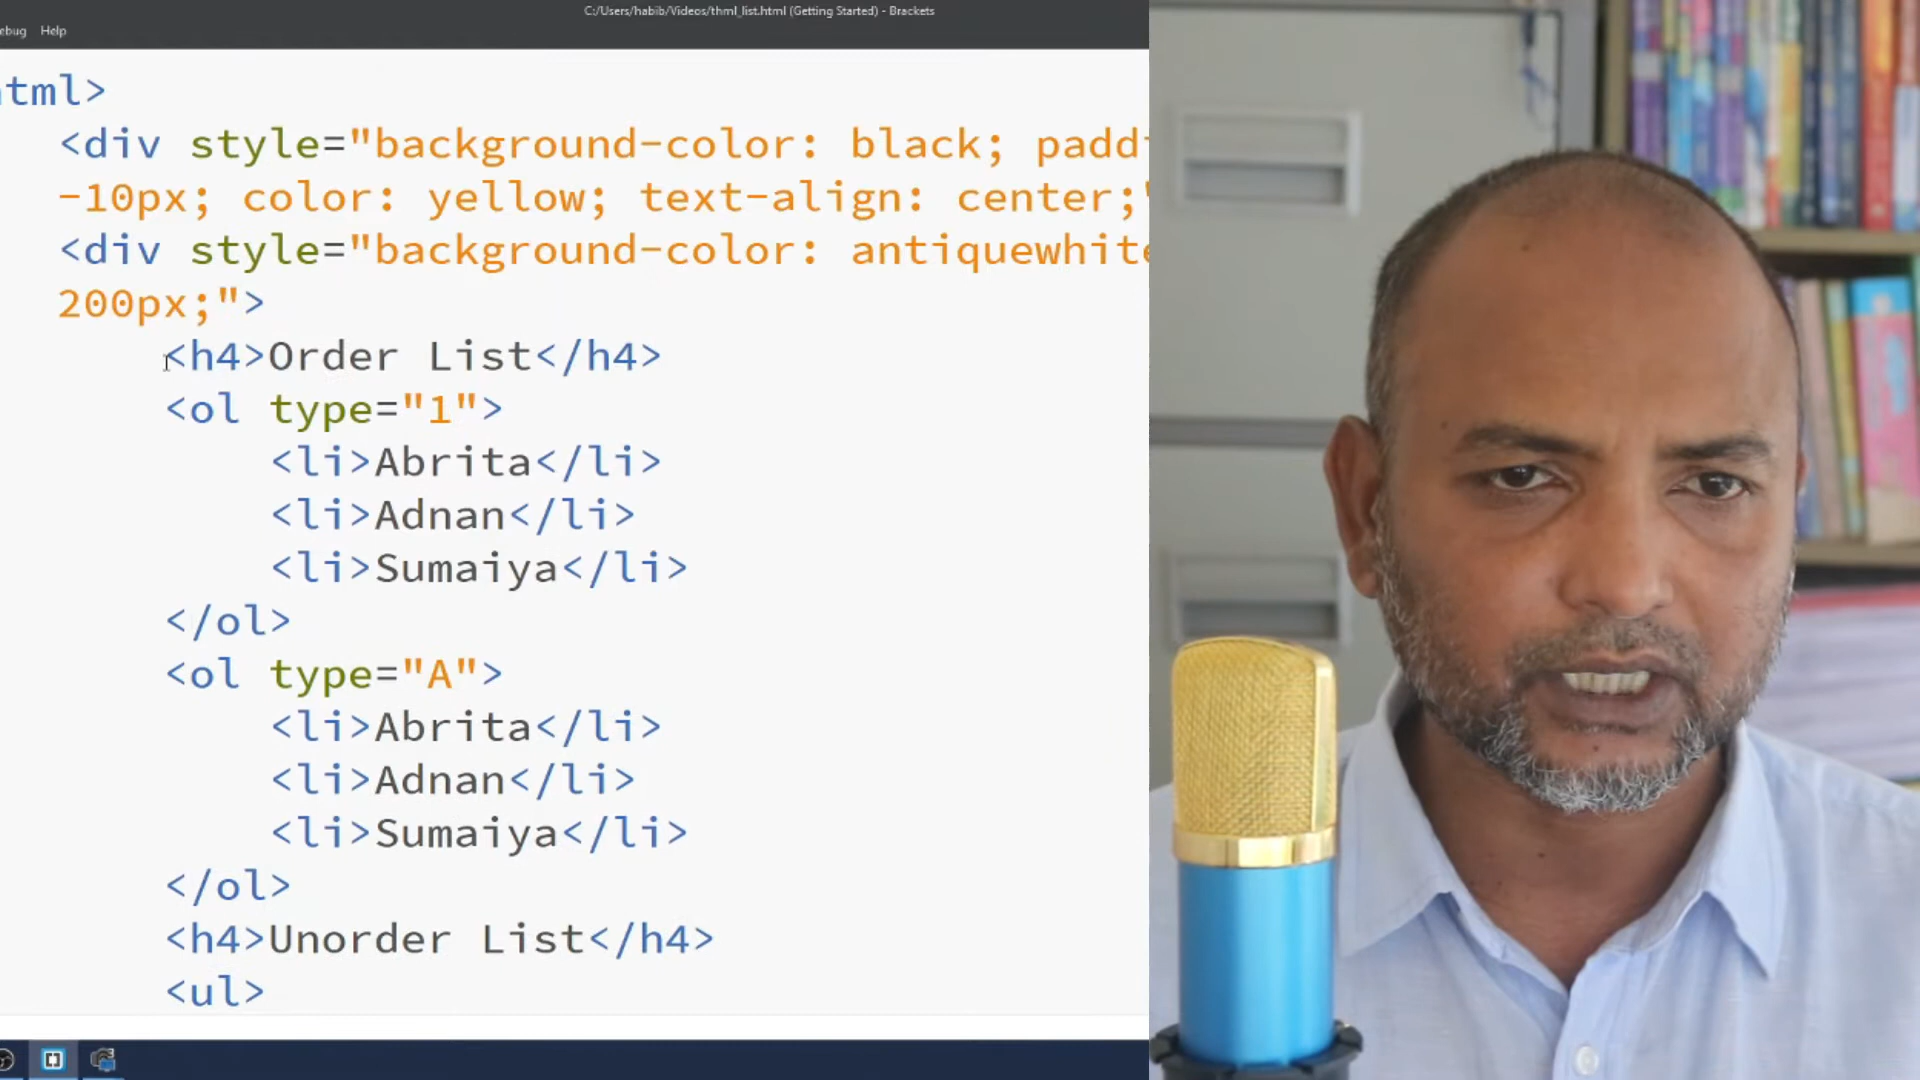 C:/Users/habib/Videos/thml_list.html (Getting Started) - Brackets
ebug Help
html>
<div style="background-color: black; padd
-10px; color: yellow; text-align: center;"
<div style="background-color: antiquewhite
200px;">
<h4>Order List</h4>
<ol type="1">
<li>Abrita</li>
<li>Adnan</li>
<li>Sumaiya</li>
</ol>
<ol type="A">
<li>Abrita</li>
<li>Adnan</li>
<li>Sumaiya</li>
</ol>
<h4>Unorder List</h4>
<ul>